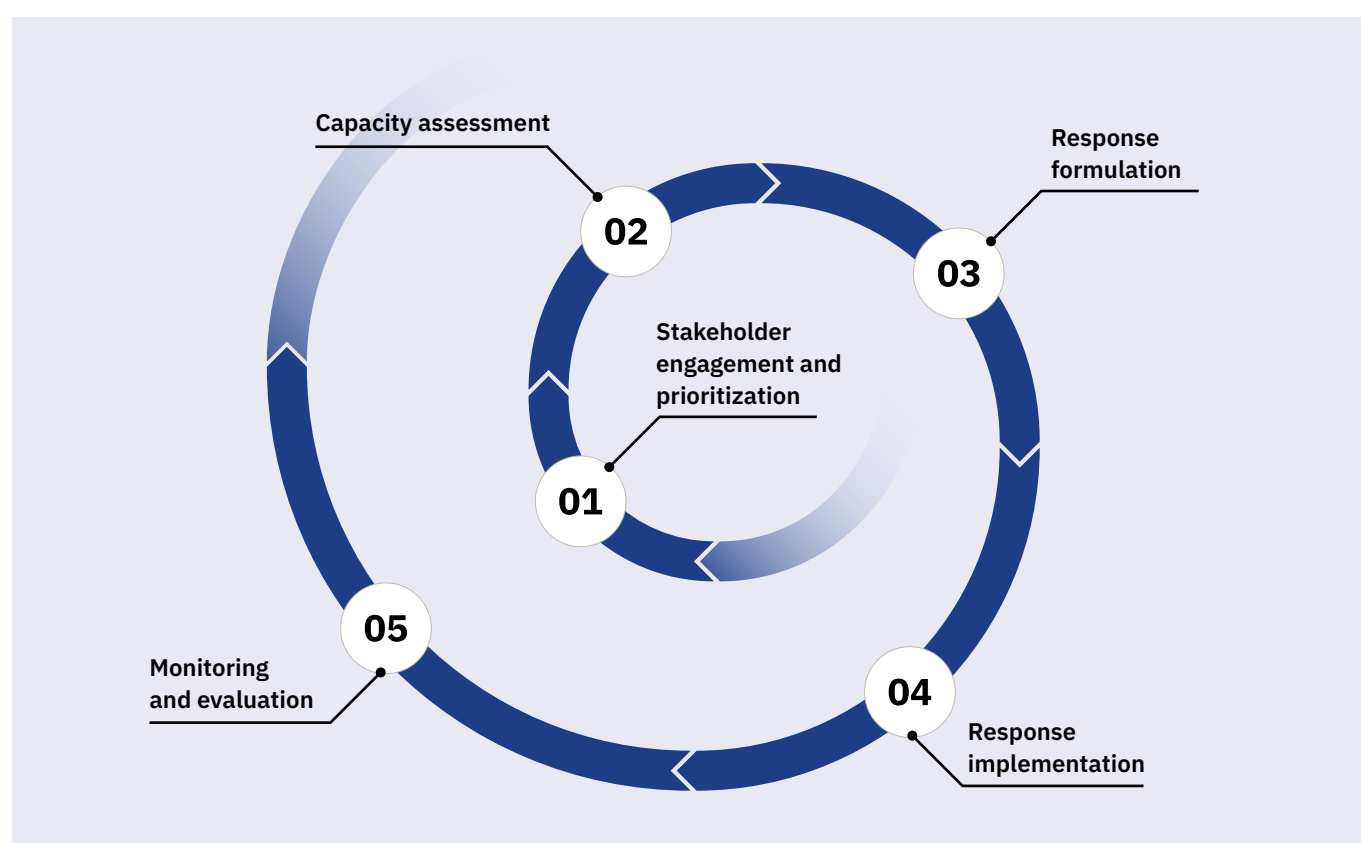 01
Stakeholder
engagement and
prioritization
02
Capacity assessment
03
Response
formulation
04
Response
implementation
05
Monitoring
and evaluation